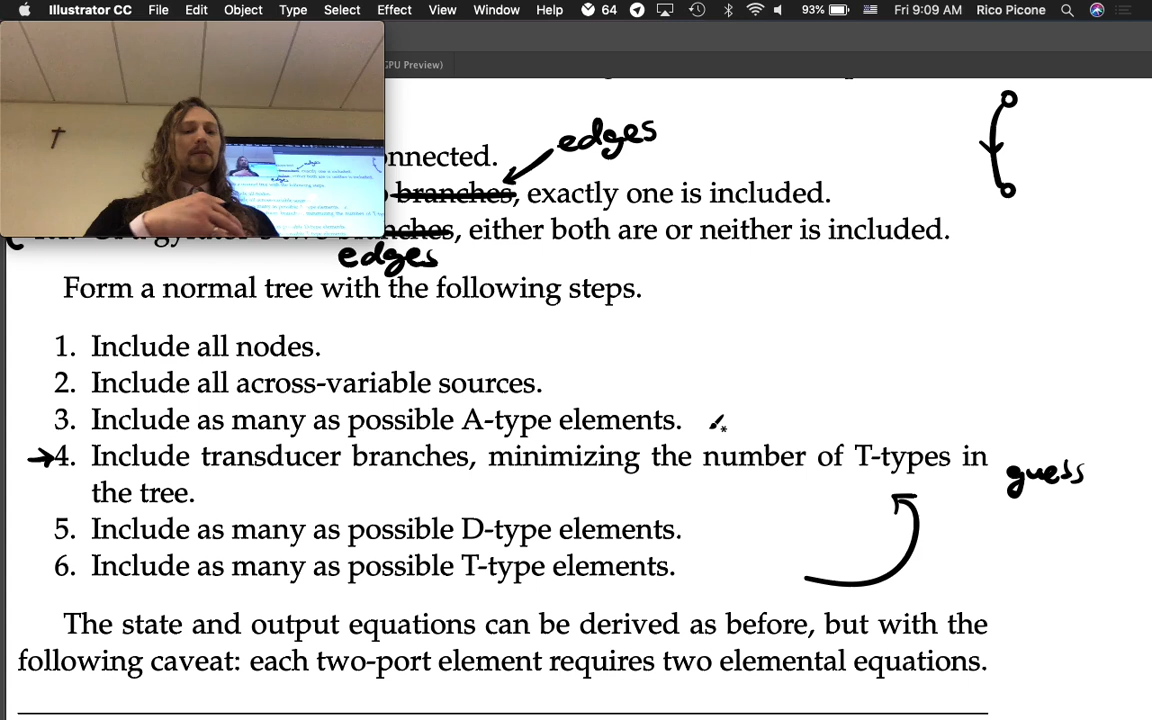 Illustrator CC File Edit Object Type Select Effect View Window Help 64 93% Fri 9:09 AM Rico Picone
GPU Preview)
edges
nnected.
branches, exactly one is included.
nches, either both are or neither is included.
edges
Form a normal tree with the following steps.
1. Include all nodes.
2. Include all across-variable sources.
3. Include as many as possible A-type elements.
4. Include transducer branches, minimizing the number of T-types in
the tree.
guess
5. Include as many as possible D-type elements.
6. Include as many as possible T-type elements.
The state and output equations can be derived as before, but with the
following caveat: each two-port element requires two elemental equations.